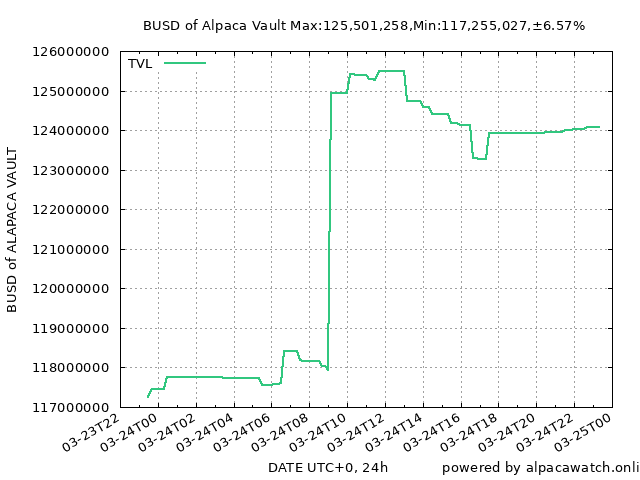 BUSD of Alpaca Vault Max:125,501,258,Min:117,255,027,±6.57%
126000000
TVL
125000000
124000000
123000000
122000000
121000000
120000000
119000000
118000000
117000000
BUSD of ALAPACA VAULT
03-23T22
03-24T00
03-24T02
03-24T04
03-24T06
03-24T08
03-24T10
03-24T12
03-24T14
03-24T16
03-24T18
03-24T20
03-24T22
03-25T00
DATE UTC+0, 24h
powered by alpacawatch.onli